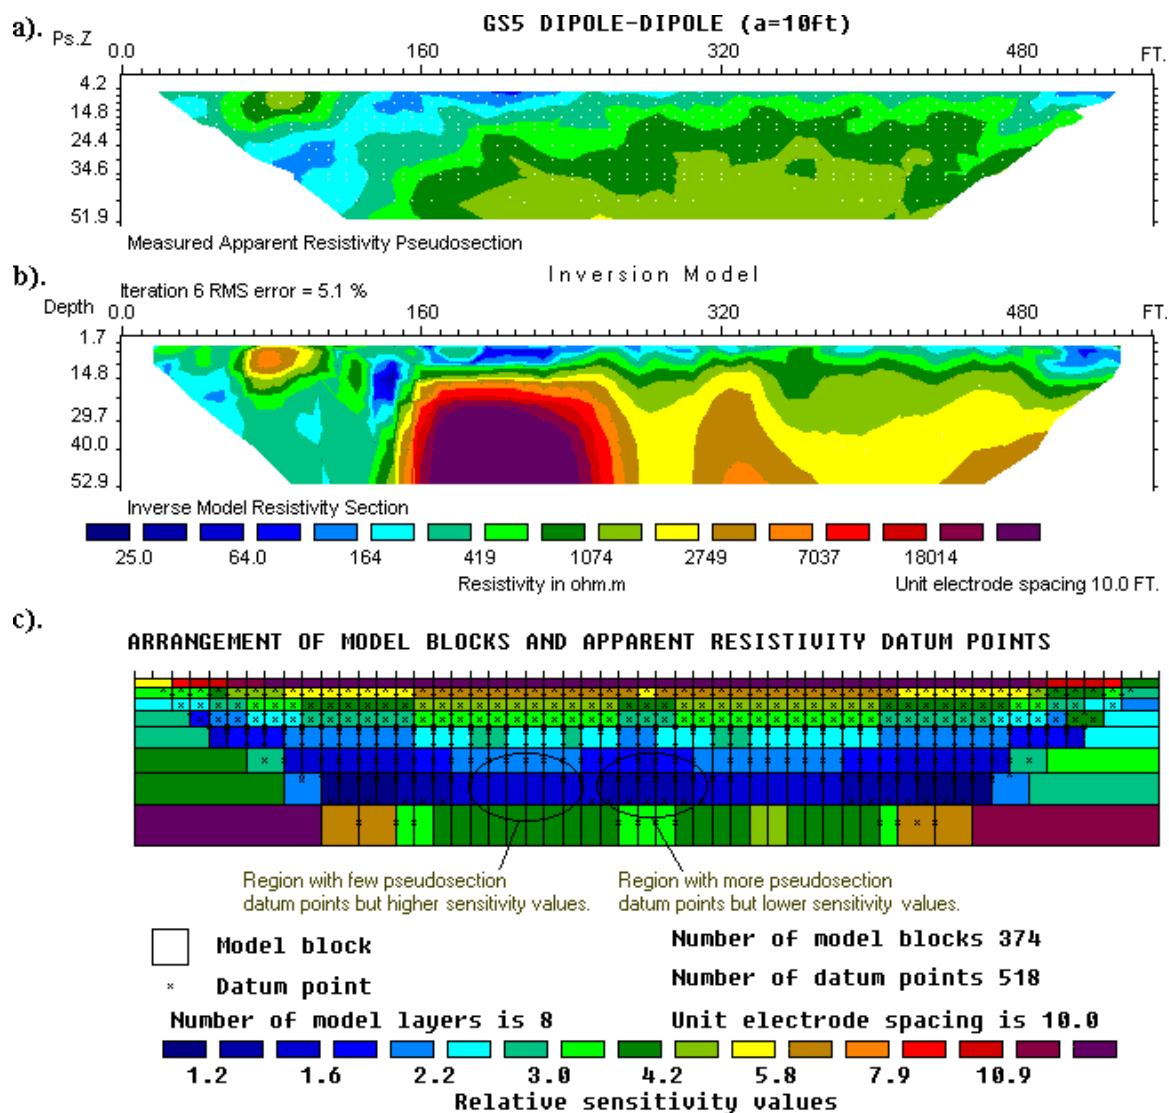 a).
GS5 DIPOLE-DIPOLE (a=10ft)
Ps.Z
0.0 160 320 480 FT.
4.2
14.8
24.4
34.6
51.9
Measured Apparent Resistivity Pseudosection
b).
Inversion Model
Iteration 6 RMS error = 5.1 %
Depth
0.0 160 320 480 FT.
1.7
14.8
29.7
40.0
52.9
Inverse Model Resistivity Section
25.0 64.0 164 419 1074 2749 7037 18014
Resistivity in ohm.m
Unit electrode spacing 10.0 FT.
c).
ARRANGEMENT OF MODEL BLOCKS AND APPARENT RESISTIVITY DATUM POINTS
Region with few pseudosection
datum points but higher sensitivity values.
Region with more pseudosection
datum points but lower sensitivity values.
Model block
Number of model blocks 374
Datum point
Number of datum points 518
Number of model layers is 8
Unit electrode spacing is 10.0
1.2 1.6 2.2 3.0 4.2 5.8 7.9 10.9
Relative sensitivity values